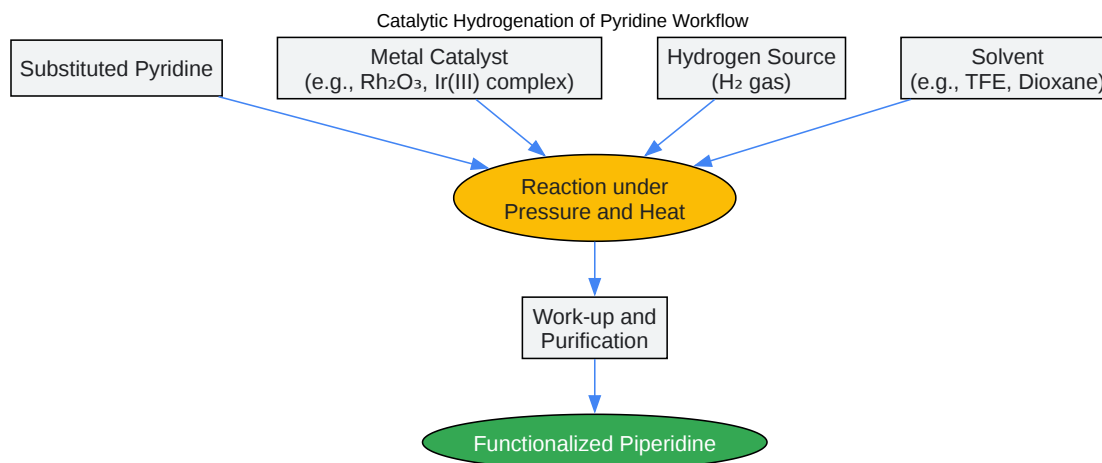 Catalytic Hydrogenation of Pyridine Workflow
Substituted Pyridine
Metal Catalyst
(e.g., Rh₂O₃, Ir(III) complex)
Hydrogen Source
(H₂ gas)
Solvent
(e.g., TFE, Dioxane)
Reaction under
Pressure and Heat
Work-up and
Purification
Functionalized Piperidine